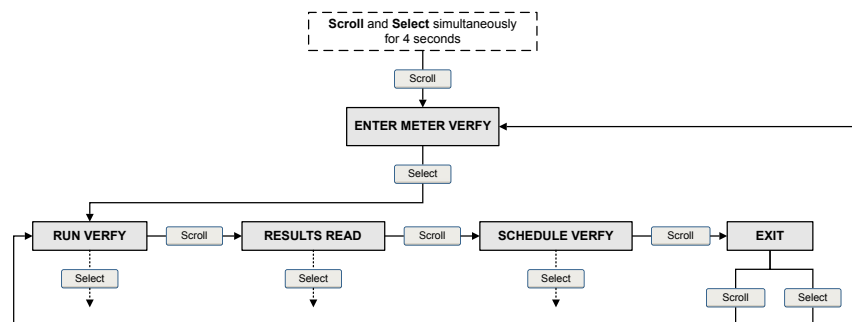 Scroll and Select simultaneously
for 4 seconds
Scroll
ENTER METER VERFY
Select
RUN VERFY
Scroll
RESULTS READ
Scroll
SCHEDULE VERFY
Scroll
EXIT
Select
Select
Select
Scroll
Select